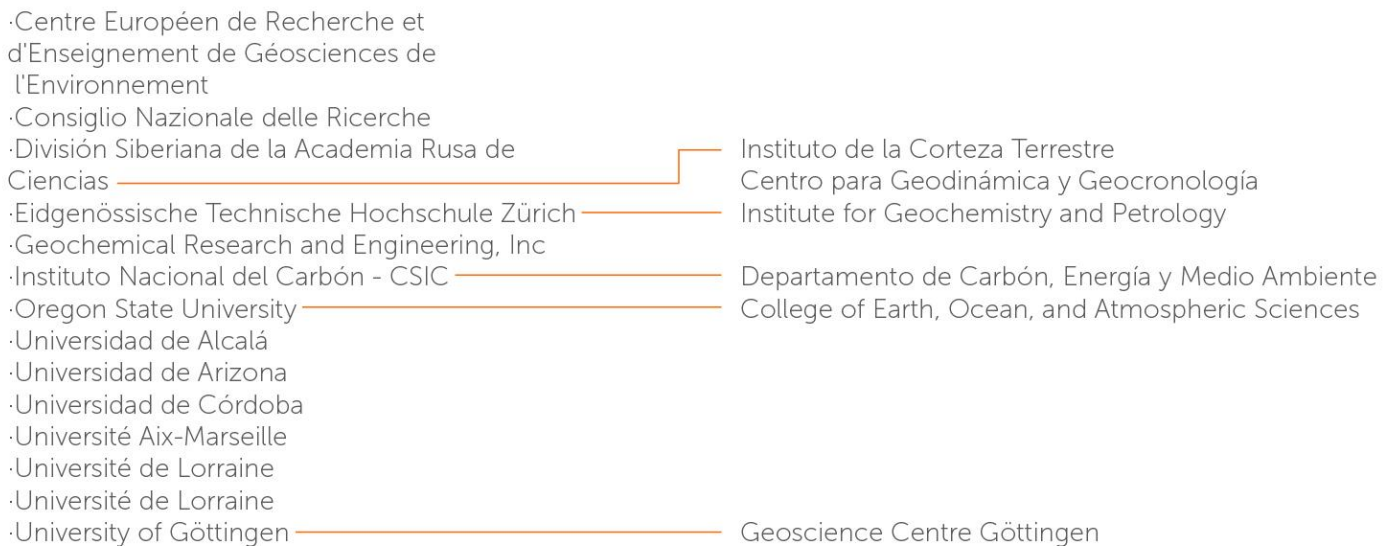 ·Centre Européen de Recherche et
d'Enseignement de Géosciences de
l'Environnement
·Consiglio Nazionale delle Ricerche
·División Siberiana de la Academia Rusa de
Ciencias
Instituto de la Corteza Terrestre
Centro para Geodinámica y Geocronología
·Eidgenössische Technische Hochschule Zürich
Institute for Geochemistry and Petrology
·Geochemical Research and Engineering, Inc
·Instituto Nacional del Carbón - CSIC
Departamento de Carbón, Energía y Medio Ambiente
·Oregon State University
College of Earth, Ocean, and Atmospheric Sciences
·Universidad de Alcalá
·Universidad de Arizona
·Universidad de Córdoba
·Université Aix-Marseille
·Université de Lorraine
·Université de Lorraine
·University of Göttingen
Geoscience Centre Göttingen